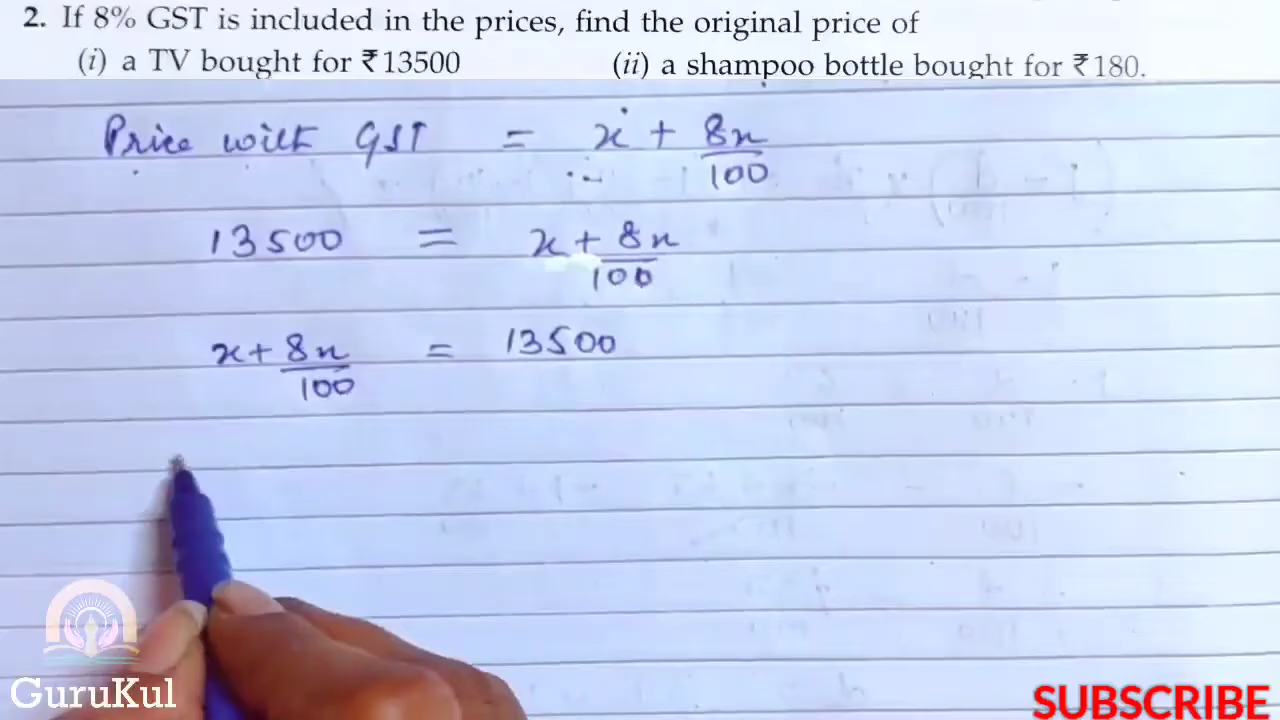 2. If 8% GST is included in the prices, find the original price of
(i) a TV bought for ₹13500 (ii) a shampoo bottle bought for ₹180.
Price with GST = x + 8x/100
13500 = x + 8x/100
x + 8x/100 = 13500
GuruKul
SUBSCRIBE